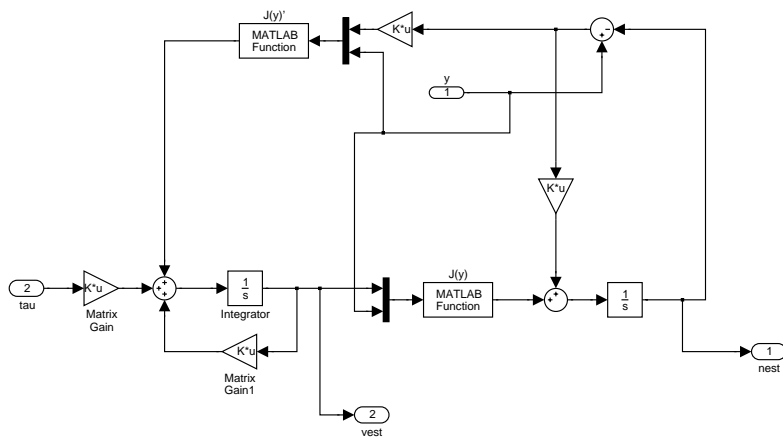 J(y)'
MATLAB
Function
K*u
−
+
y
1
K*u
J(y)
2
tau
K*u
Matrix
Gain
+
+
+
1
s
Integrator
MATLAB
Function
+
+
1
s
K*u
Matrix
Gain1
1
nest
2
vest